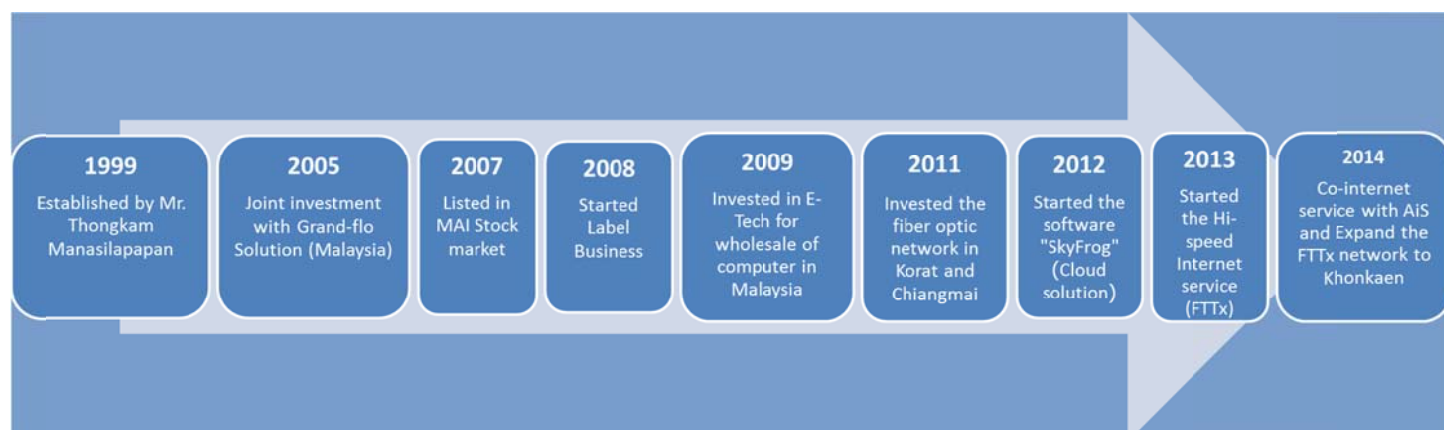 1999
Established by Mr.
Thongkam
Manasilapapan
2005
Joint investment
with Grand-flo
Solution (Malaysia)
2007
Listed in
MAI Stock
market
2008
Started
Label
Business
2009
Invested in E-
Tech for
wholesale of
computer in
Malaysia
2011
Invested the
fiber optic
network in
Korat and
Chiangmai
2012
Started the
software
"SkyFrog"
(Cloud
solution)
2013
Started
the Hi-
speed
Internet
service
(FTTx)
2014
Co-internet
service with AiS
and Expand the
FTTx network to
Khonkaen